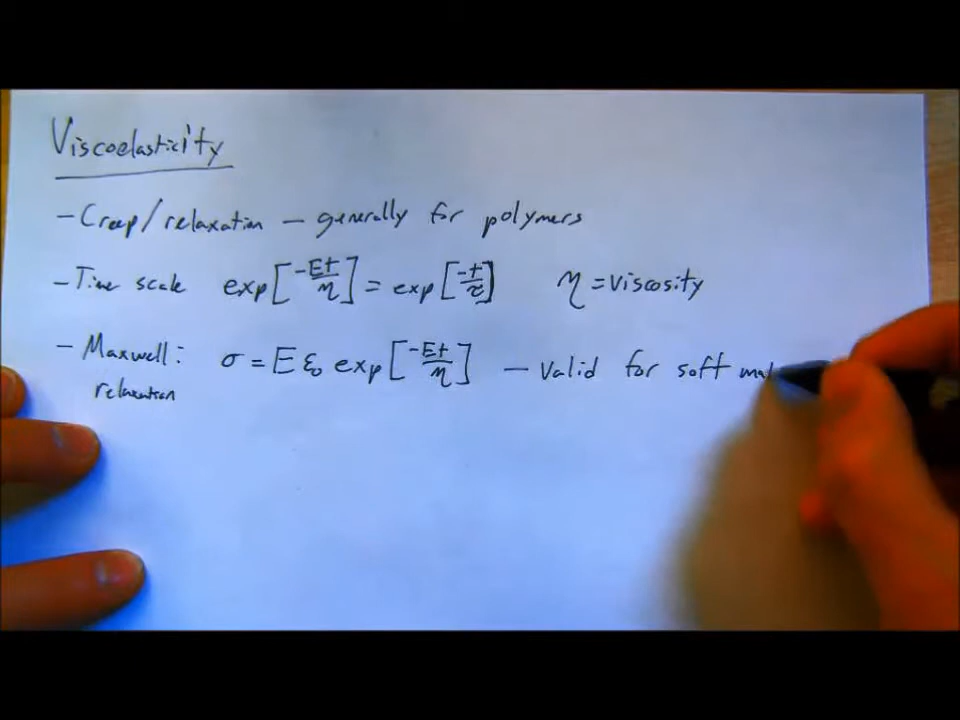 Viscoelasticity
- Creep/relaxation - generally for polymers
- Time scale exp[-Et/η] = exp[-t/τ] η = viscosity
- Maxwell: σ = E ε₀ exp[-Et/η] - valid for soft
relaxation